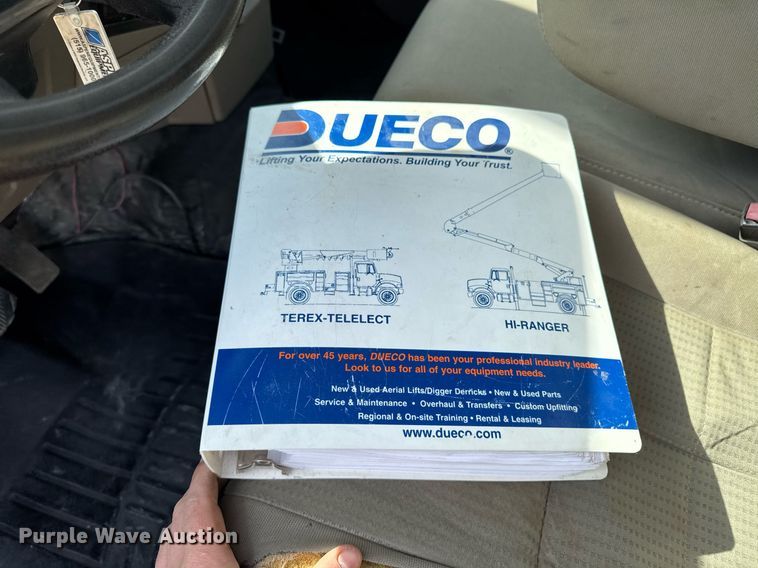 DUECO®
Lifting Your Expectations. Building Your Trust.
TEREX-TELELECT
HI-RANGER
For over 45 years, DUECO has been your professional industry leader.
Look to us for all of your equipment needs.
New & Used Aerial Lifts/Digger Derricks • New & Used Parts
Service & Maintenance • Overhaul & Transfers • Custom Upfitting
Regional & On-site Training • Rental & Leasing
www.dueco.com
Purple Wave Auction